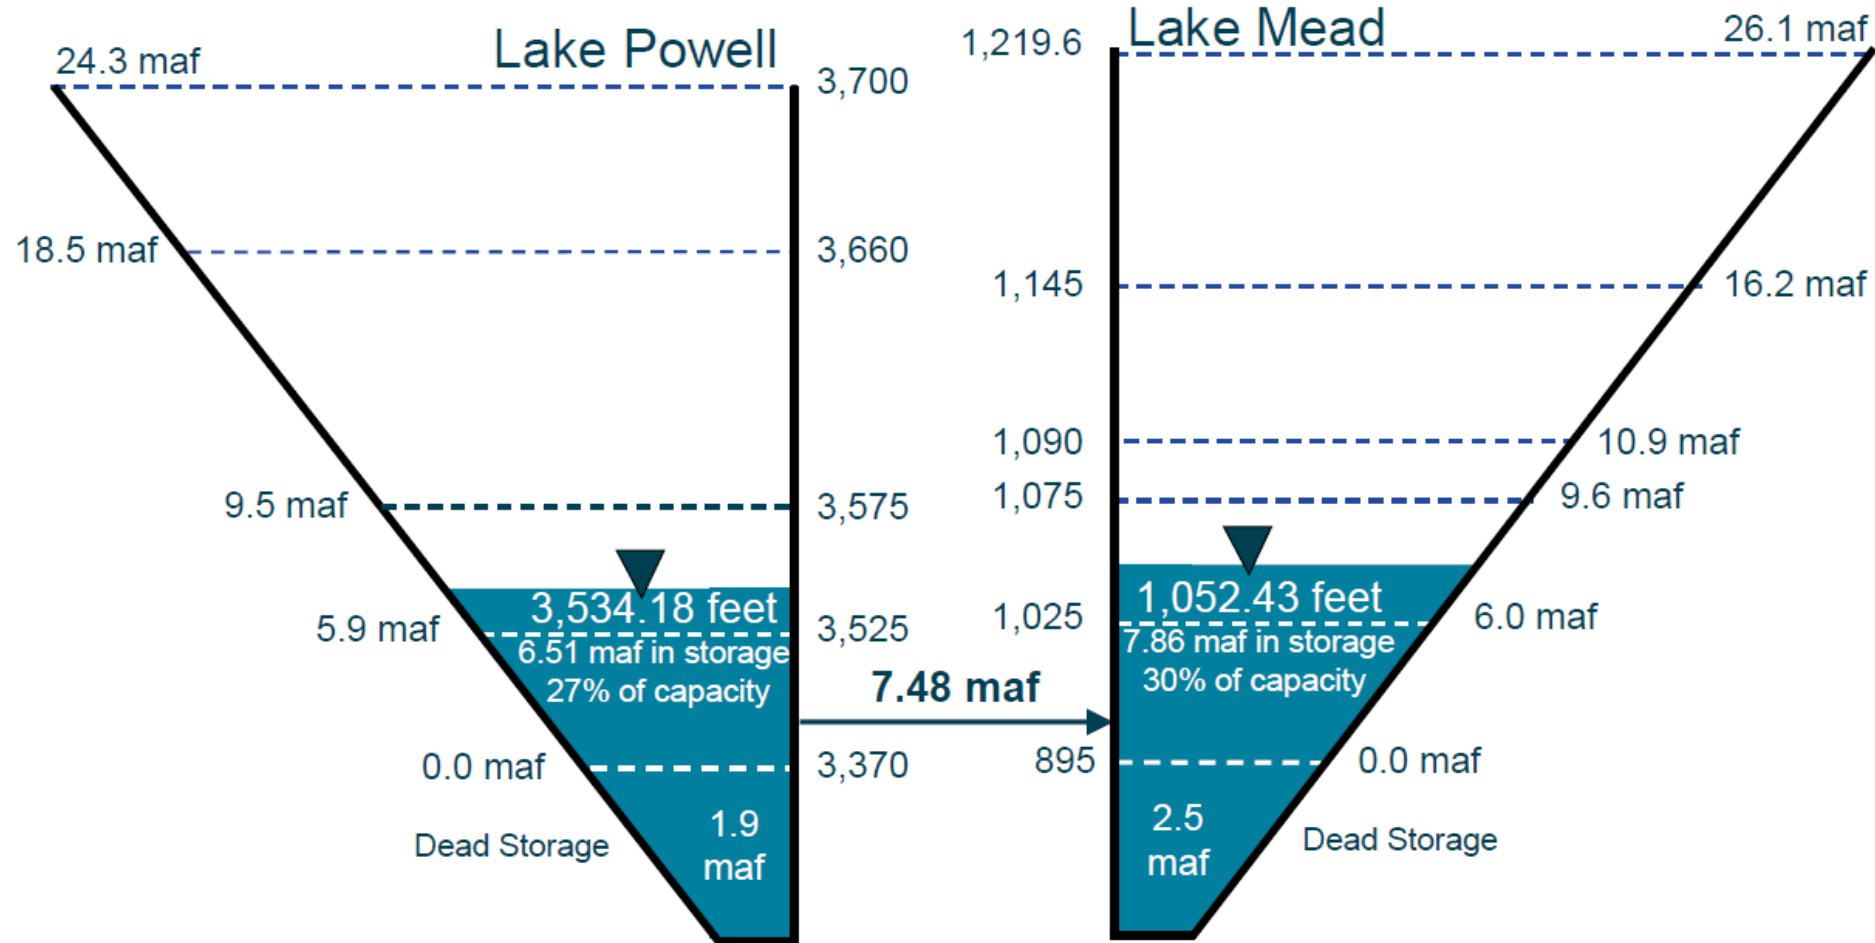 Lake Powell
24.3 maf
3,700
18.5 maf
3,660
9.5 maf
3,575
3,534.18 feet
5.9 maf
3,525
6.51 maf in storage
27% of capacity
0.0 maf
3,370
1.9
maf
Dead Storage
7.48 maf
Lake Mead
1,219.6
26.1 maf
1,145
16.2 maf
1,090
10.9 maf
1,075
9.6 maf
1,052.43 feet
1,025
6.0 maf
7.86 maf in storage
30% of capacity
895
0.0 maf
2.5
maf
Dead Storage